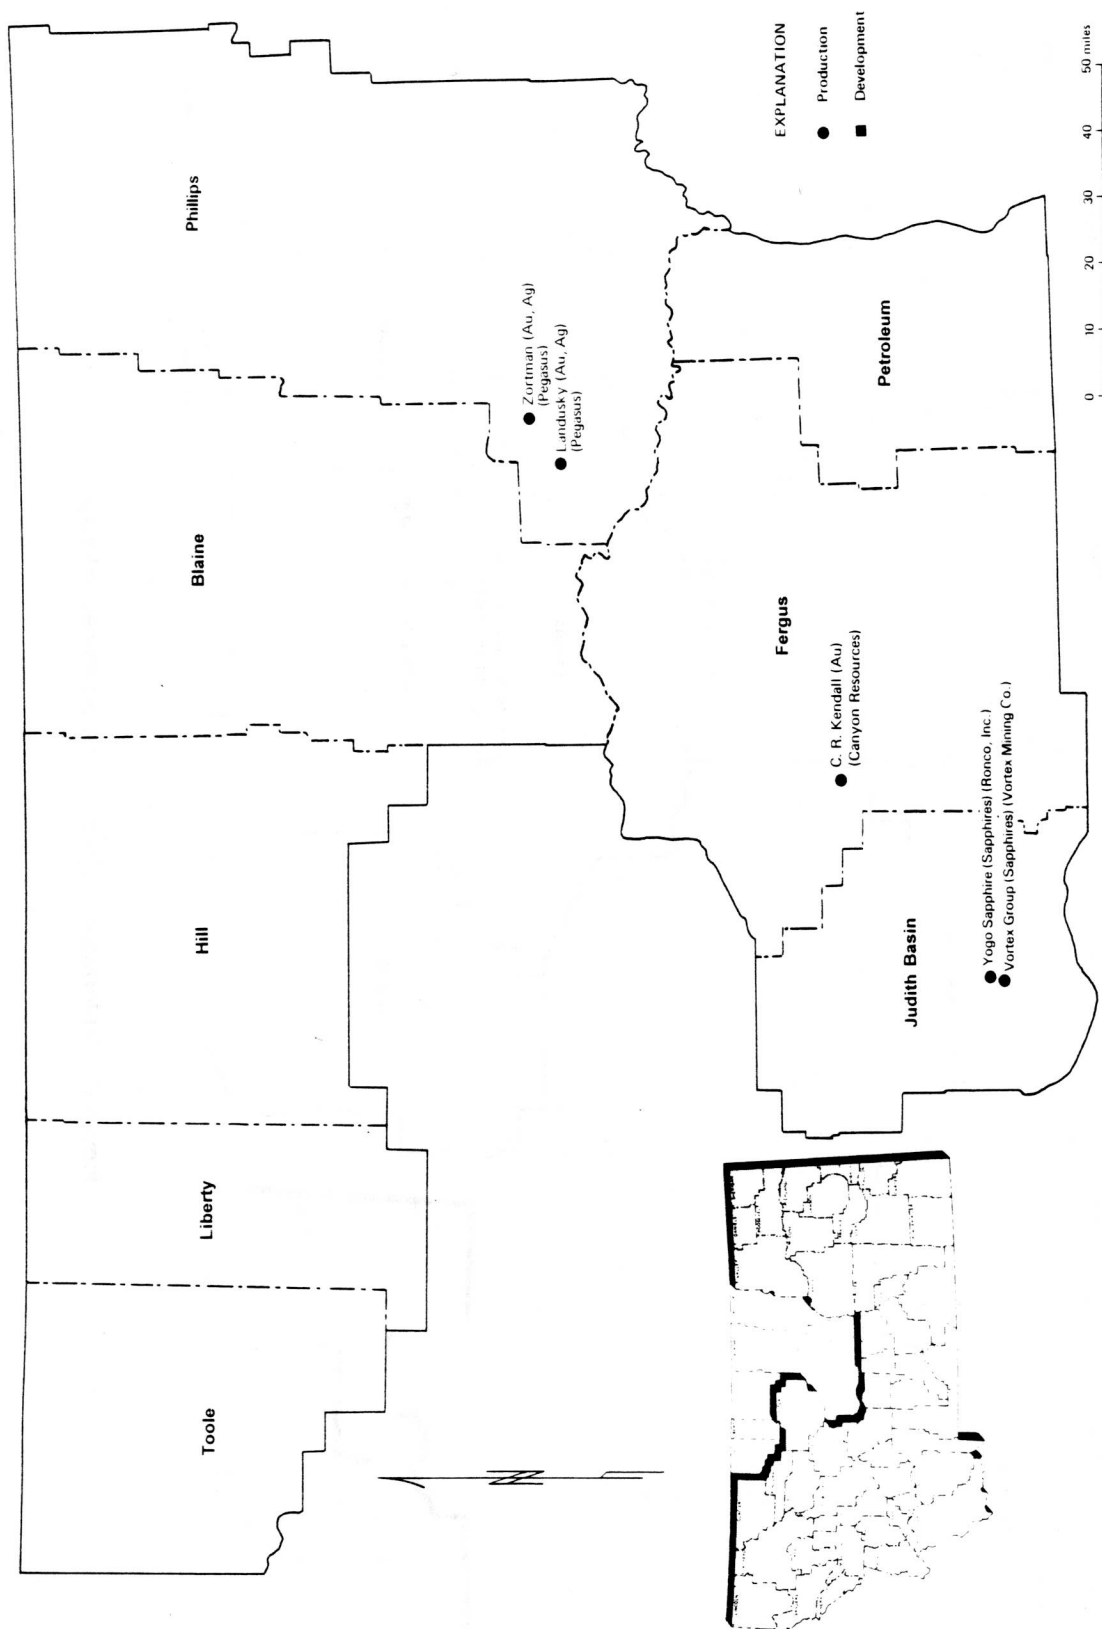 Toole
Liberty
Hill
Blaine
Phillips
Zortman (Au, Ag)
(Pegasus)
Landusky (Au, Ag)
(Pegasus)
Fergus
C. R. Kendall (Au)
(Canyon Resources)
Petroleum
Judith Basin
Yogo Sapphire (Sapphires) (Ronco, Inc.)
Vortex Group (Sapphires) (Vortex Mining Co.)
N
EXPLANATION
Production
Development
0 10 20 30 40 50 miles